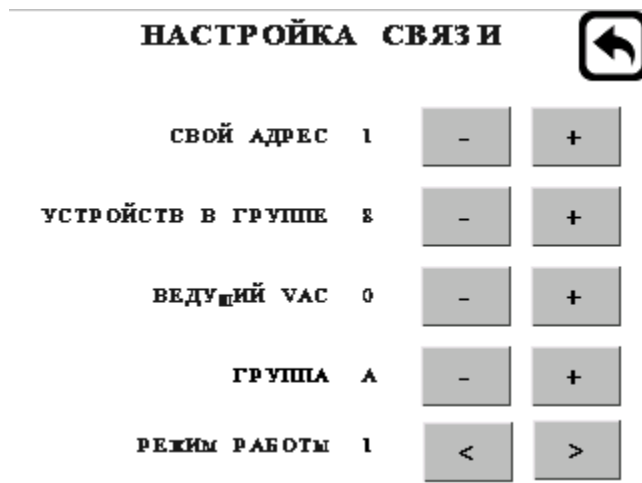 НАСТРОЙКА СВЯЗИ
СВОЙ АДРЕС 1 - +
УСТРОЙСТВ В ГРУППЕ 8 - +
ВЕДУЩИЙ VAC 0 - +
ГРУППА A - +
РЕЖИМ РАБОТЫ 1 < >